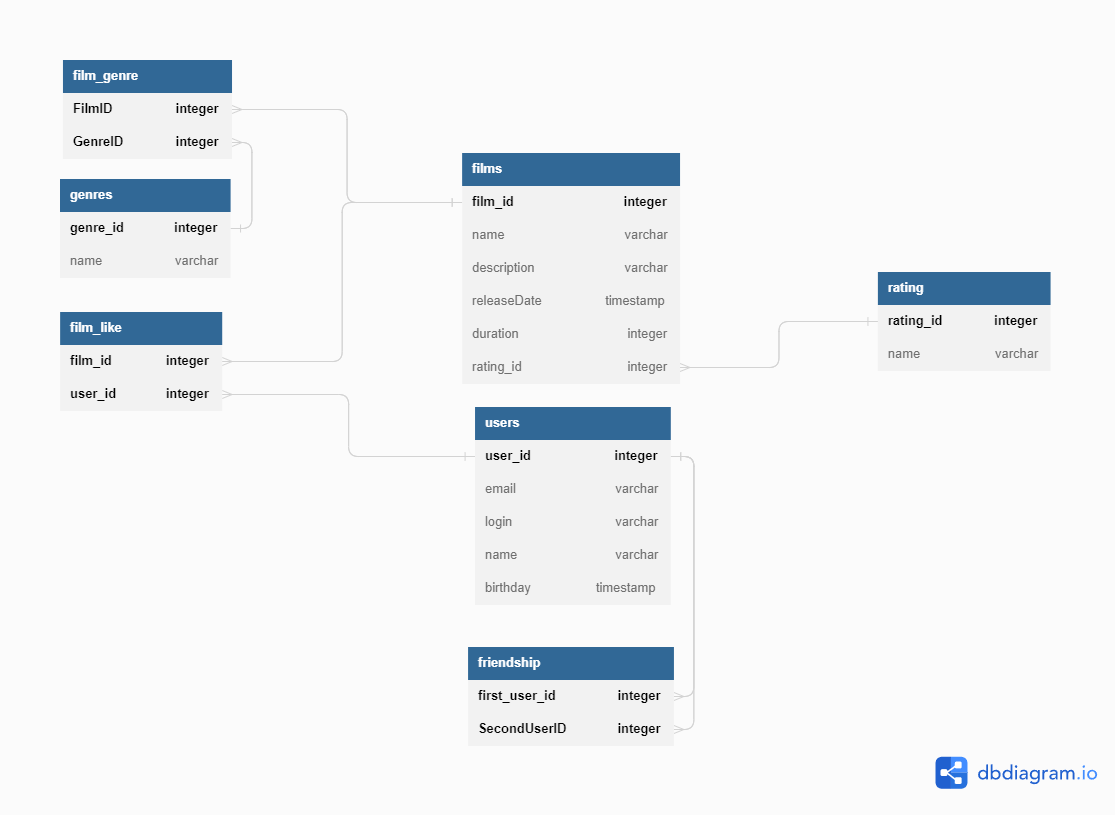 film_genre
FilmID integer
GenreID integer
genres
genre_id integer
name varchar
film_like
film_id integer
user_id integer
films
film_id integer
name varchar
description varchar
releaseDate timestamp
duration integer
rating_id integer
rating
rating_id integer
name varchar
users
user_id integer
email varchar
login varchar
name varchar
birthday timestamp
friendship
first_user_id integer
SecondUserID integer
dbdiagram.io